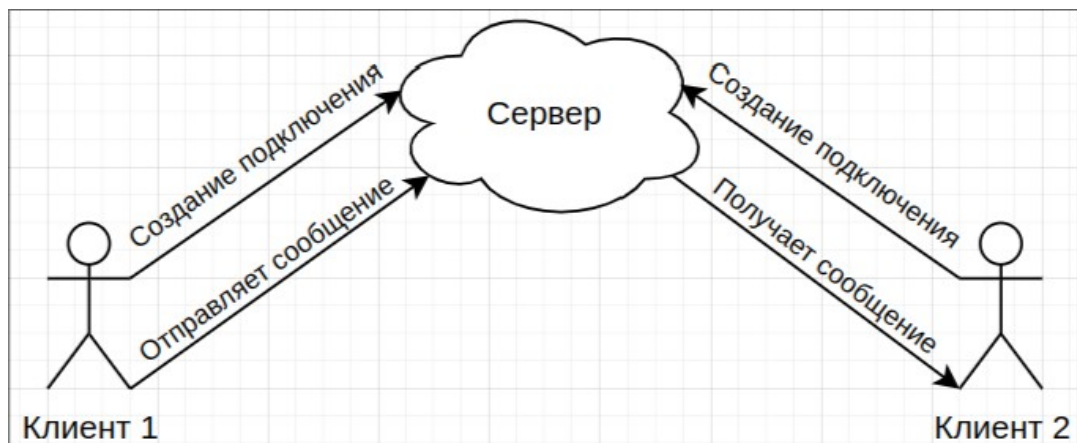 Сервер
Создание подключения
Отправляет сообщение
Создание подключения
Получает сообщение
Клиент 1
Клиент 2